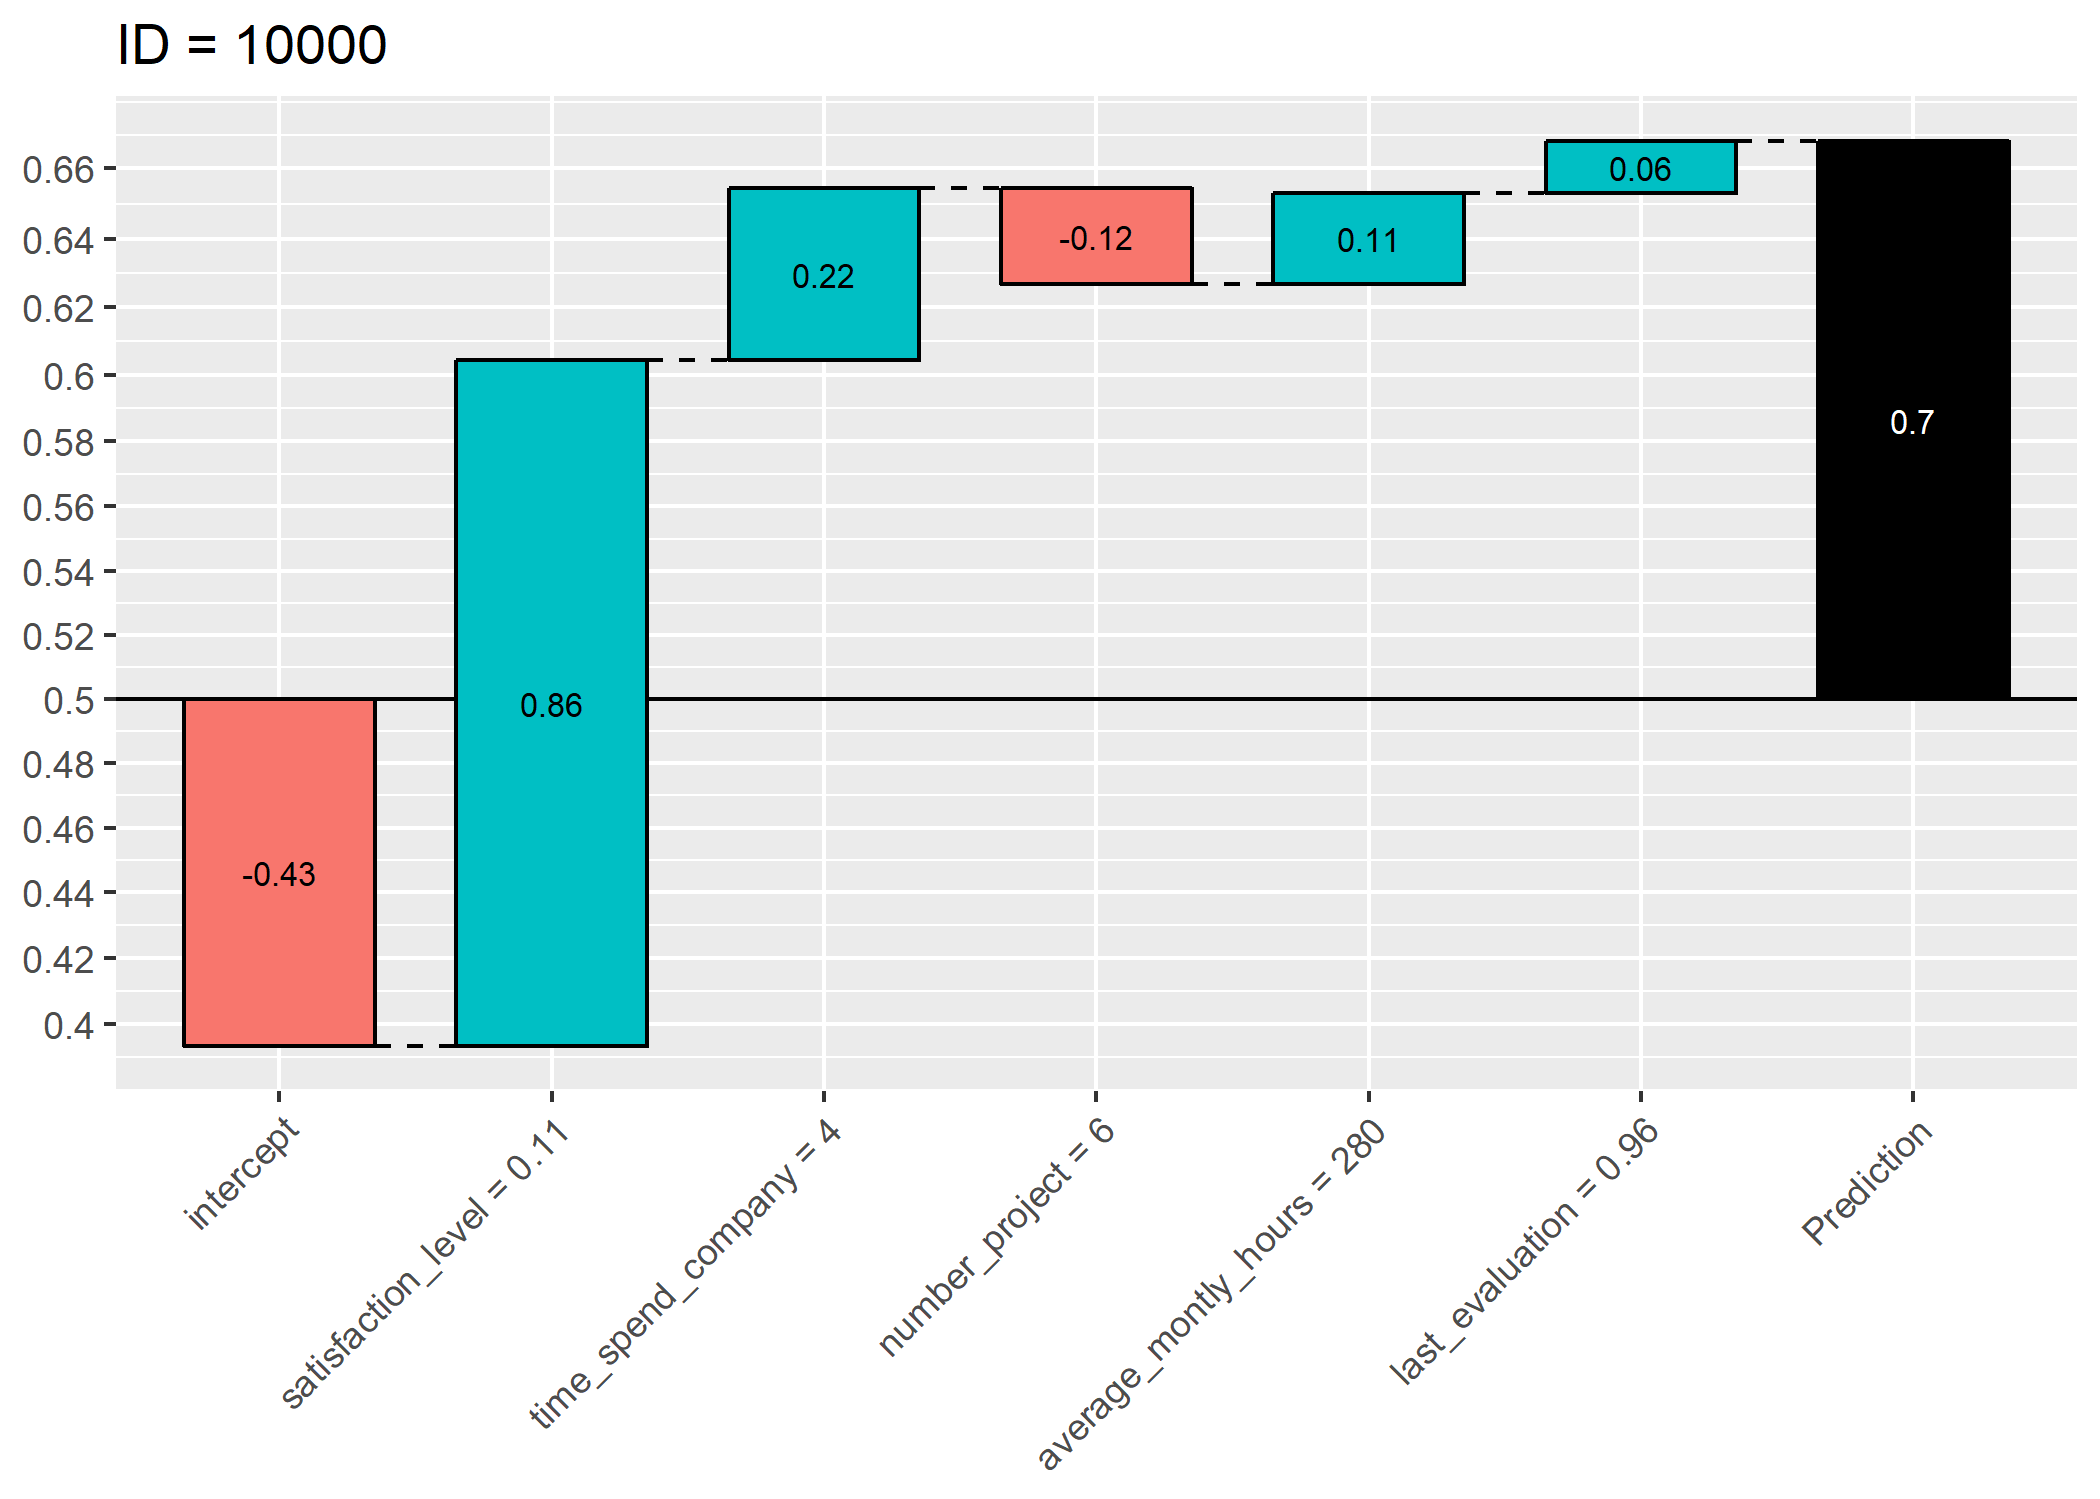 ID = 10000
0.66
0.64
0.62
0.6
0.58
0.56
0.54
0.52
0.5
0.48
0.46
0.44
0.42
0.4
-0.43
0.86
0.22
-0.12
0.11
0.06
0.7
intercept
satisfaction_level = 0.11
time_spend_company = 4
number_project = 6
average_montly_hours = 280
last_evaluation = 0.96
Prediction